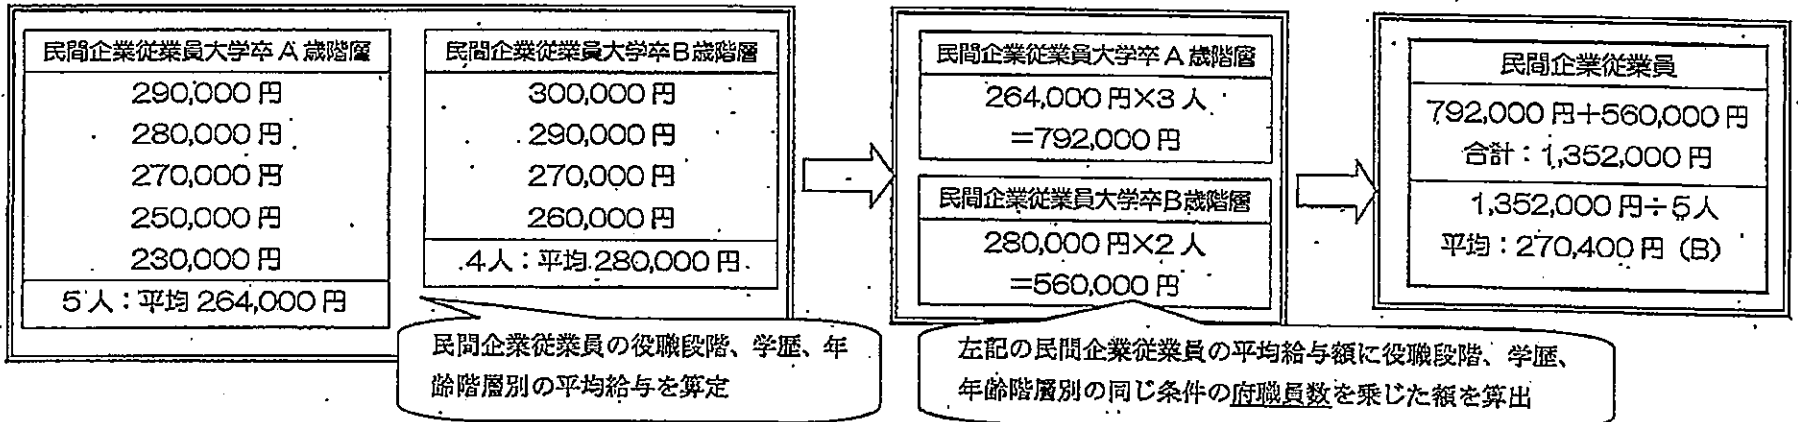 民間企業従業員大学卒A歳階層
290,000円
280,000円
270,000円
250,000円
230,000円
5人：平均264,000円
民間企業従業員大学卒B歳階層
300,000円
290,000円
270,000円
260,000円
4人：平均280,000円
民間企業従業員の役職段階、学歴、年
齢階層別の平均給与を算定
民間企業従業員大学卒A歳階層
264,000円×3人
＝792,000円
民間企業従業員大学卒B歳階層
280,000円×2人
＝560,000円
左記の民間企業従業員の平均給与額に役職段階、学歴、
年齢階層別の同じ条件の府職員数を乗じた額を算出
民間企業従業員
792,000円＋560,000円
合計：1,352,000円
1,352,000円÷5人
平均：270,400円（B）